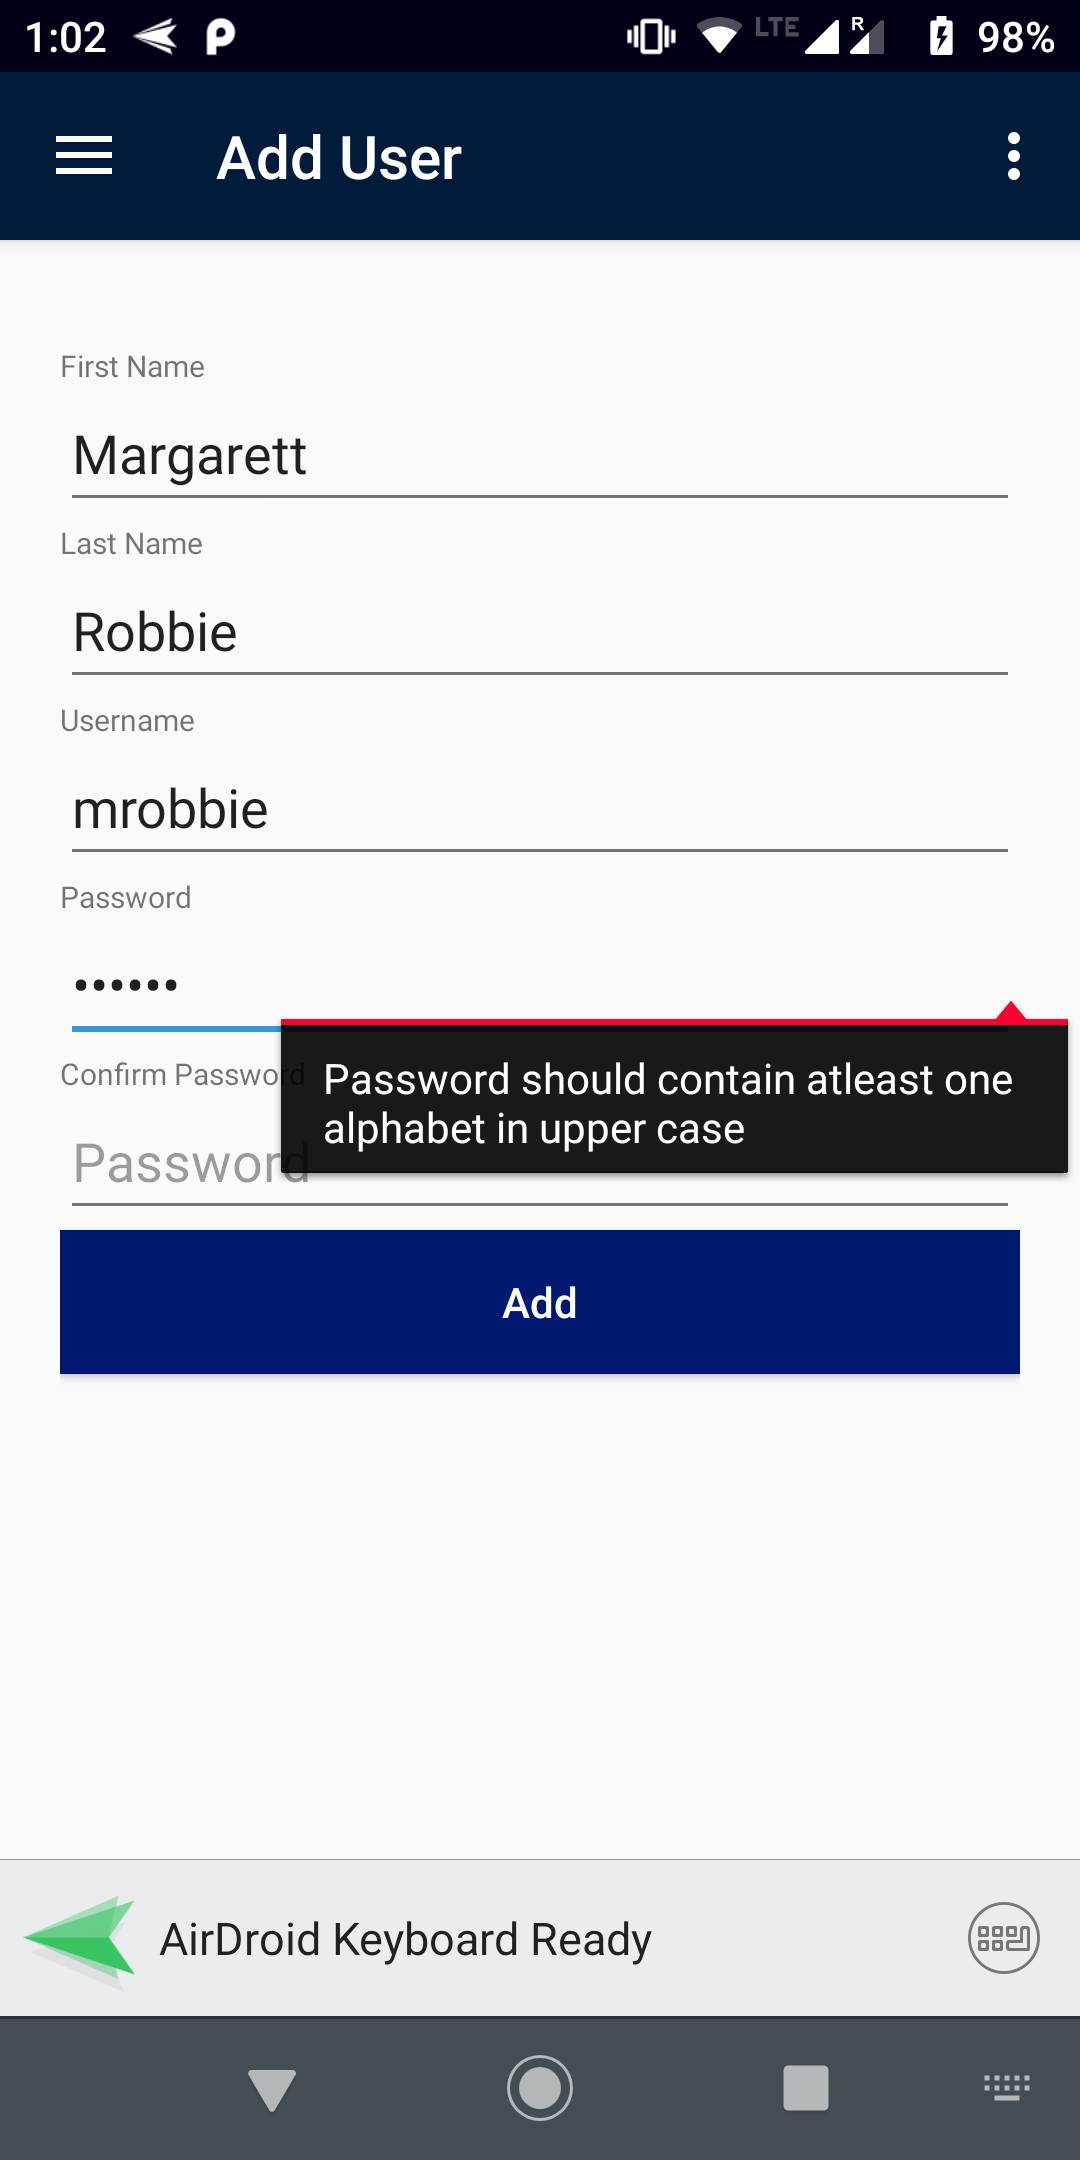 1:02 LTE R 98%
Add User
First Name
Margarett
Last Name
Robbie
Username
mrobbie
Password
••••••
Confirm Password
Password should contain atleast one
alphabet in upper case
Password
Add
AirDroid Keyboard Ready